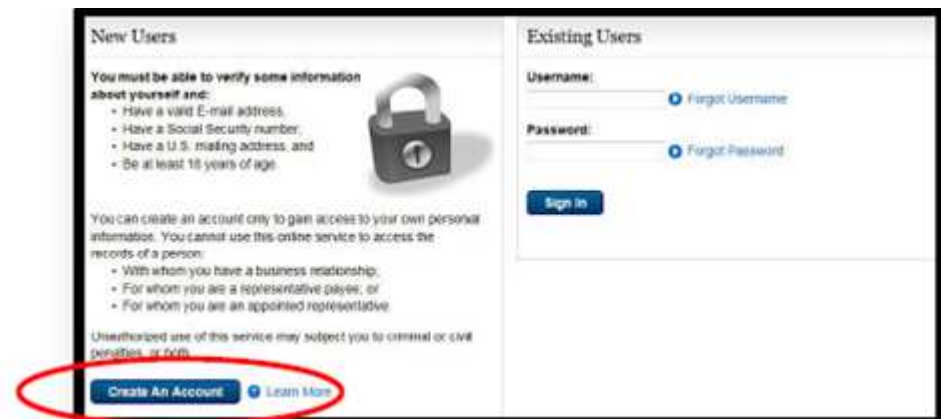 New Users
You must be able to verify some information
about yourself and:
• Have a valid E-mail address,
• Have a Social Security number,
• Have a U.S. mailing address, and
• Be at least 18 years of age.
You can create an account only to gain access to your own personal
information. You cannot use this online service to access the
records of a person:
• With whom you have a business relationship;
• For whom you are a representative payee; or
• For whom you are an appointed representative.
Unauthorized use of this service may subject you to criminal or civil
penalties, or both.
Create An Account Learn More
Existing Users
Username:
Forgot Username
Password:
Forgot Password
Sign In